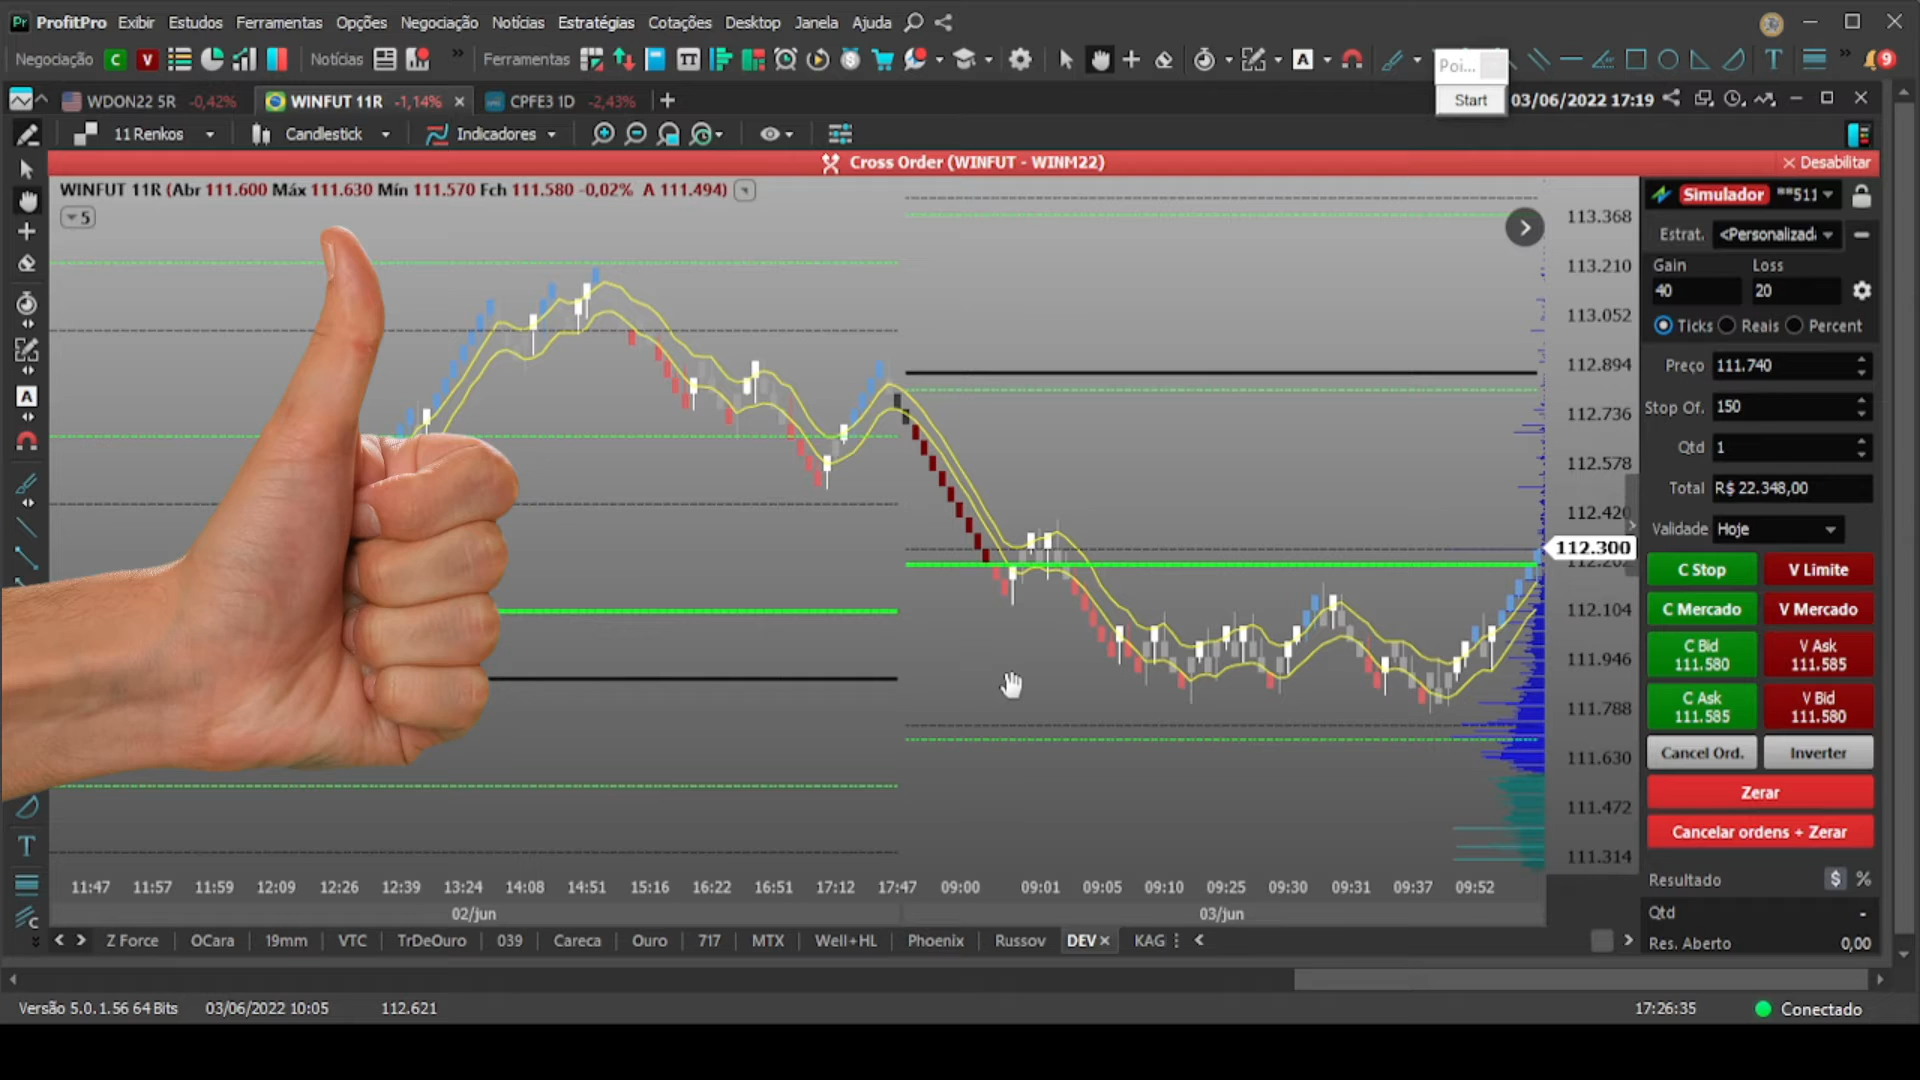 ProfitPro Exibir Estudos Ferramentas Opções Negociação Notícias Estratégias Cotações Desktop Janela Ajuda
Negociação C V Notícias Ferramentas A T 9
Poi...
Start
WDON22 5R -0,42% WINFUT 11R -1,14% × CPFE3 1D -2,43% +
03/06/2022 17:19
11 Renkos Candlestick Indicadores
Cross Order (WINFUT - WINM22) × Desabilitar
WINFUT 11R (Abr 111.600 Máx 111.630 Mín 111.570 Fch 111.580 -0,02% A 111.494)
5
113.368
113.210
113.052
112.894
112.736
112.578
112.420
112.300
112.104
111.946
111.788
111.630
111.472
111.314
Simulador **511
Estrat. <Personalizad
Gain Loss
40 20
Ticks Reais Percent
Preço 111.740
Stop Of. 150
Qtd 1
Total R$ 22.348,00
Validade Hoje
C Stop V Limite
C Mercado V Mercado
C Bid V Ask
111.580 111.585
C Ask V Bid
111.585 111.580
Cancel Ord. Inverter
Zerar
Cancelar ordens + Zerar
Resultado $ %
Qtd -
Res. Aberto 0,00
A
T
C
11:47 11:57 11:59 12:09 12:26 12:39 13:24 14:08 14:51 15:16 16:22 16:51 17:12 17:47 09:00 09:01 09:05 09:10 09:25 09:30 09:31 09:37 09:52
02/jun 03/jun
Z Force OCara 19mm VTC TrDeOuro 039 Careca Ouro 717 MTX Well+HL Phoenix Russov DEV × KAG
Versão 5.0.1.56 64 Bits 03/06/2022 10:05 112.621 17:26:35 Conectado